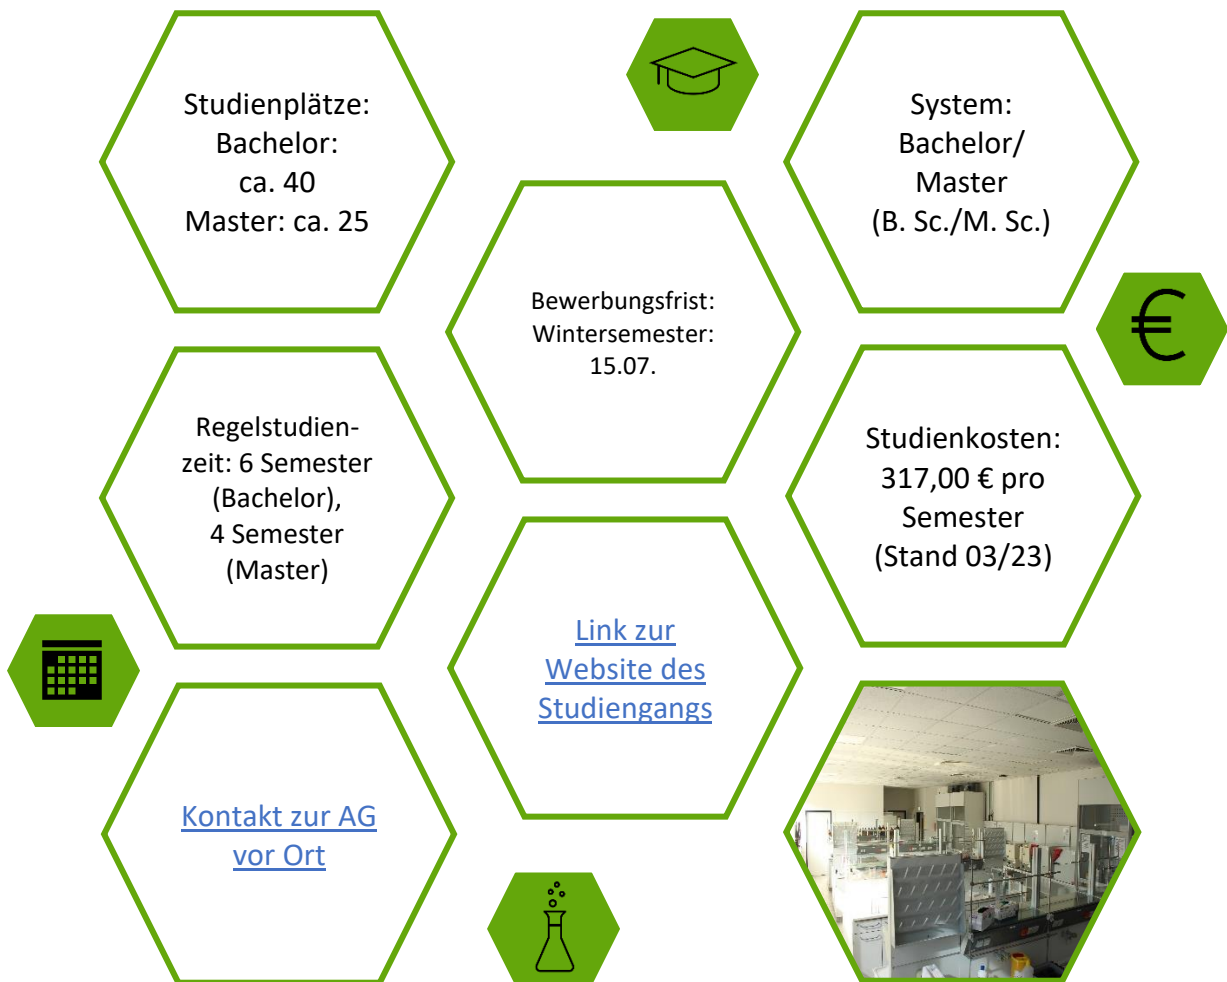 Studienplätze:
Bachelor:
ca. 40
Master: ca. 25
System:
Bachelor/
Master
(B. Sc./M. Sc.)
Bewerbungsfrist:
Wintersemester:
15.07.
€
Regelstudien-
zeit: 6 Semester
(Bachelor),
4 Semester
(Master)
Studienkosten:
317,00 € pro
Semester
(Stand 03/23)
Link zur
Website des
Studiengangs
Kontakt zur AG
vor Ort